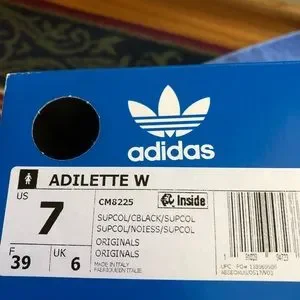 adidas
ADILETTE W
US
7
CM8225
Inside
SUPCOL/CBLACK/SUPCOL
SUPCOL/NOIESS/SUPCOL
ORIGINALS
ORIGINALS
F
39
UK
6
MADE IN ITALY